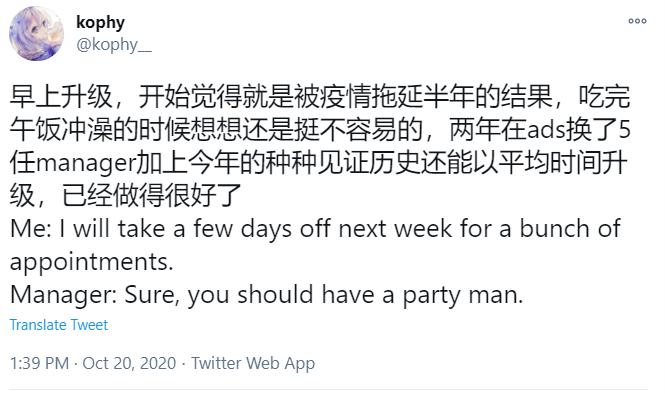 kophy
@kophy__
早上升级，开始觉得就是被疫情拖延半年的结果，吃完
午饭冲澡的时候想想还是挺不容易的，两年在ads换了5
任manager加上今年的种种见证历史还能以平均时间升
级，已经做得很好了
Me: I will take a few days off next week for a bunch of
appointments.
Manager: Sure, you should have a party man.
Translate Tweet
1:39 PM · Oct 20, 2020 · Twitter Web App